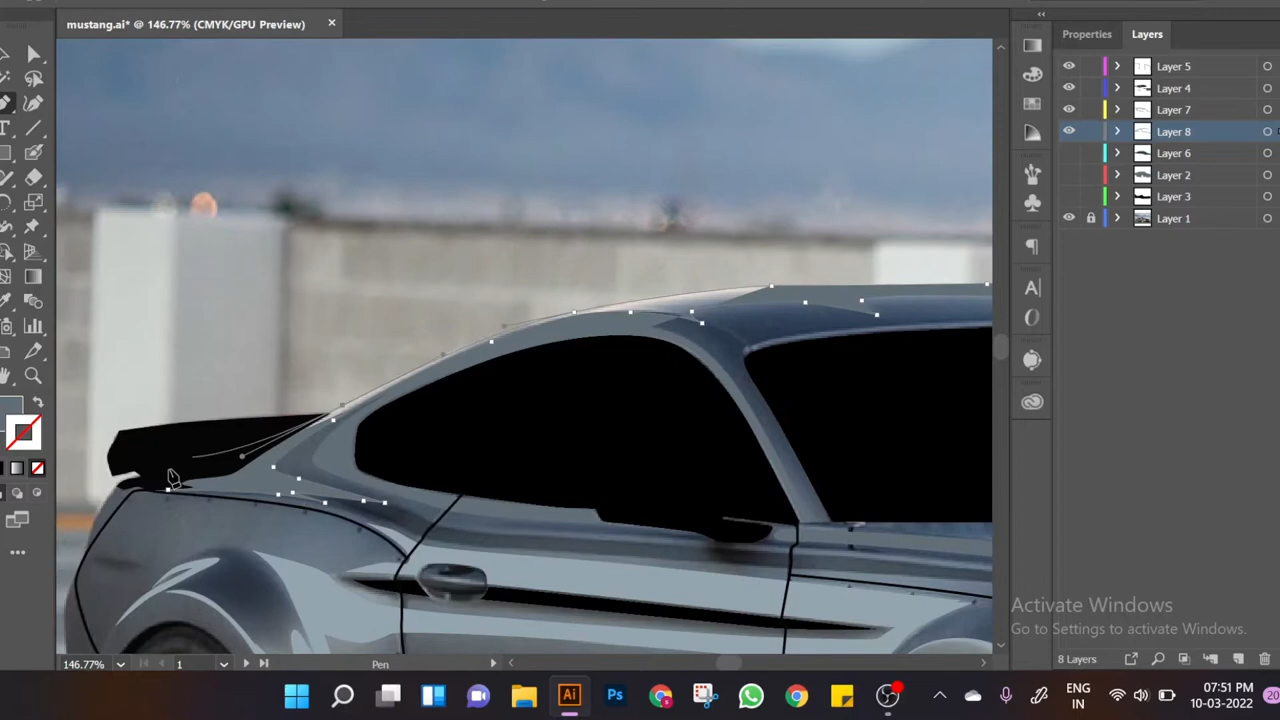 mustang.ai* @ 146.77% (CMYK/GPU Preview)
Properties
Layers
Layer 5
Layer 4
Layer 7
Layer 8
Layer 6
Layer 2
Layer 3
Layer 1
Activate Windows
Go to Settings to activate Windows.
146.77%
1
Pen
8 Layers
Ai
Ps
ENG
IN
07:51 PM
10-03-2022
20